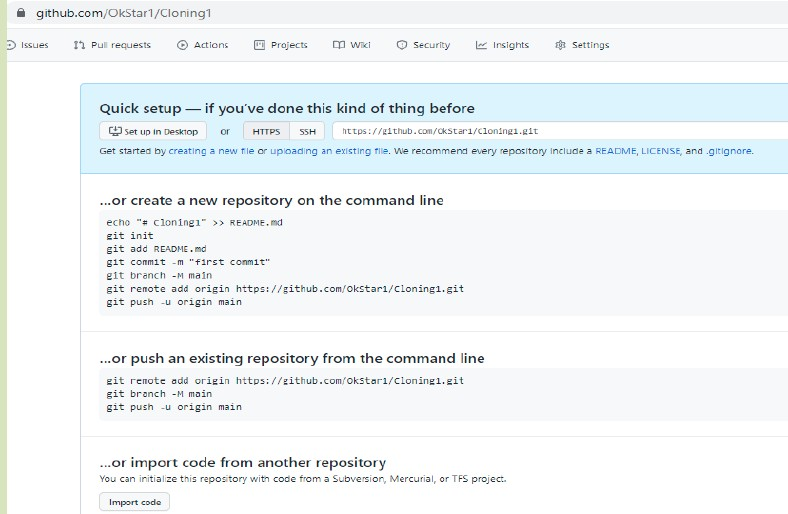 github.com/OkStar1/Cloning1
Issues Pull requests Actions Projects Wiki Security Insights Settings
Quick setup — if you've done this kind of thing before
Set up in Desktop or HTTPS SSH https://github.com/OkStar1/Cloning1.git
Get started by creating a new file or uploading an existing file. We recommend every repository include a README, LICENSE, and .gitignore.
...or create a new repository on the command line
echo "# Cloning1" >> README.md
git init
git add README.md
git commit -m "first commit"
git branch -M main
git remote add origin https://github.com/OkStar1/Cloning1.git
git push -u origin main
...or push an existing repository from the command line
git remote add origin https://github.com/OkStar1/Cloning1.git
git branch -M main
git push -u origin main
...or import code from another repository
You can initialize this repository with code from a Subversion, Mercurial, or TFS project.
Import code